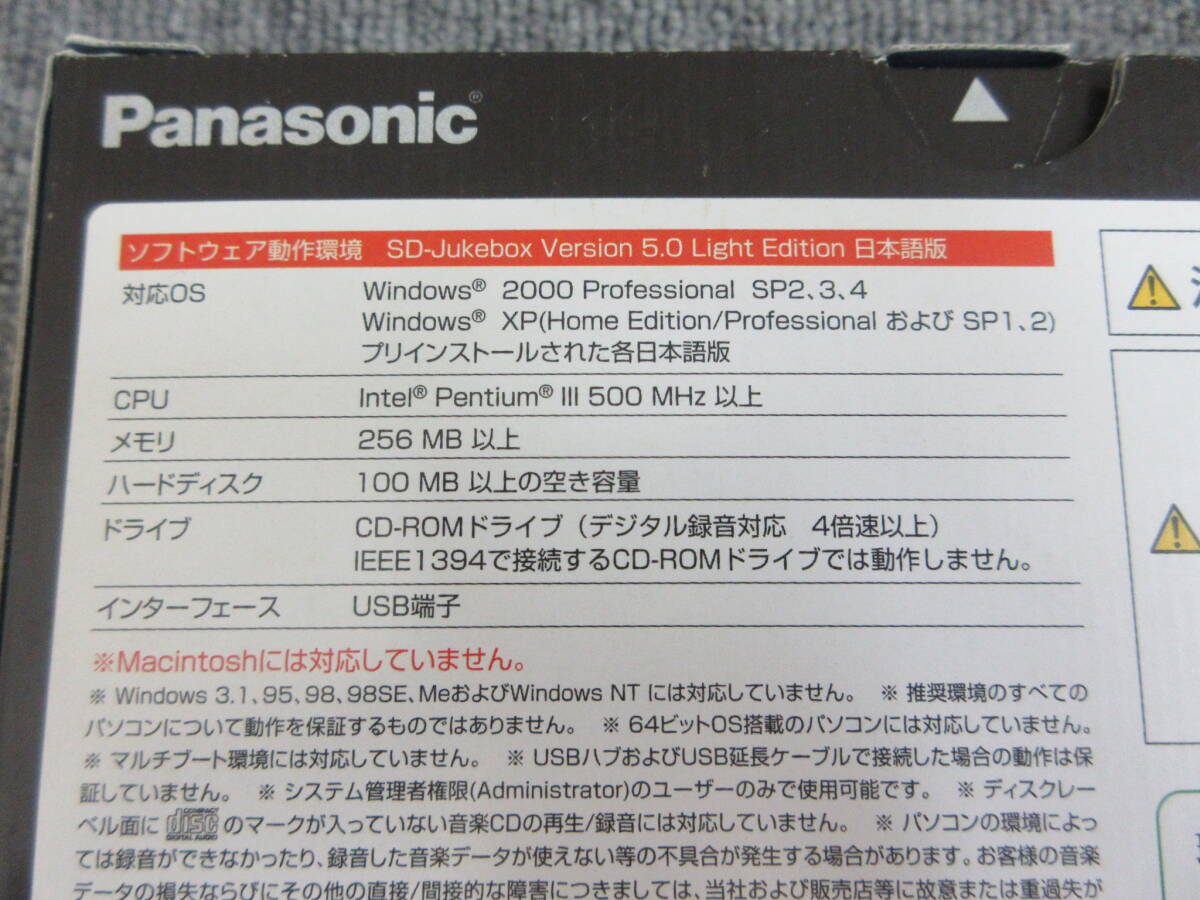 Panasonic®
ソフトウェア動作環境　SD-Jukebox Version 5.0 Light Edition 日本語版
対応OS　Windows® 2000 Professional SP2、3、4
Windows® XP(Home Edition/Professional および SP1、2)
プリインストールされた各日本語版
CPU　Intel® Pentium® III 500 MHz 以上
メモリ　256 MB 以上
ハードディスク　100 MB 以上の空き容量
ドライブ　CD-ROMドライブ（デジタル録音対応　4倍速以上）
IEEE1394で接続するCD-ROMドライブでは動作しません。
インターフェース　USB端子
※Macintoshには対応していません。
※ Windows 3.1、95、98、98SE、MeおよびWindows NT には対応していません。 ※ 推奨環境のすべての
パソコンについて動作を保証するものではありません。 ※ 64ビットOS搭載のパソコンには対応していません。
※ マルチブート環境には対応していません。 ※ USBハブおよびUSB延長ケーブルで接続した場合の動作は保
証していません。 ※ システム管理者権限(Administrator)のユーザーのみで使用可能です。 ※ ディスクレー
ベル面に COMPACT disc DIGITAL AUDIO のマークが入っていない音楽CDの再生/録音には対応していません。 ※ パソコンの環境によっ
ては録音ができなかったり、録音した音楽データが使えない等の不具合が発生する場合があります。お客様の音楽
データの損失ならびにその他の直接/間接的な障害につきましては、当社および販売店等に故意または重過失が